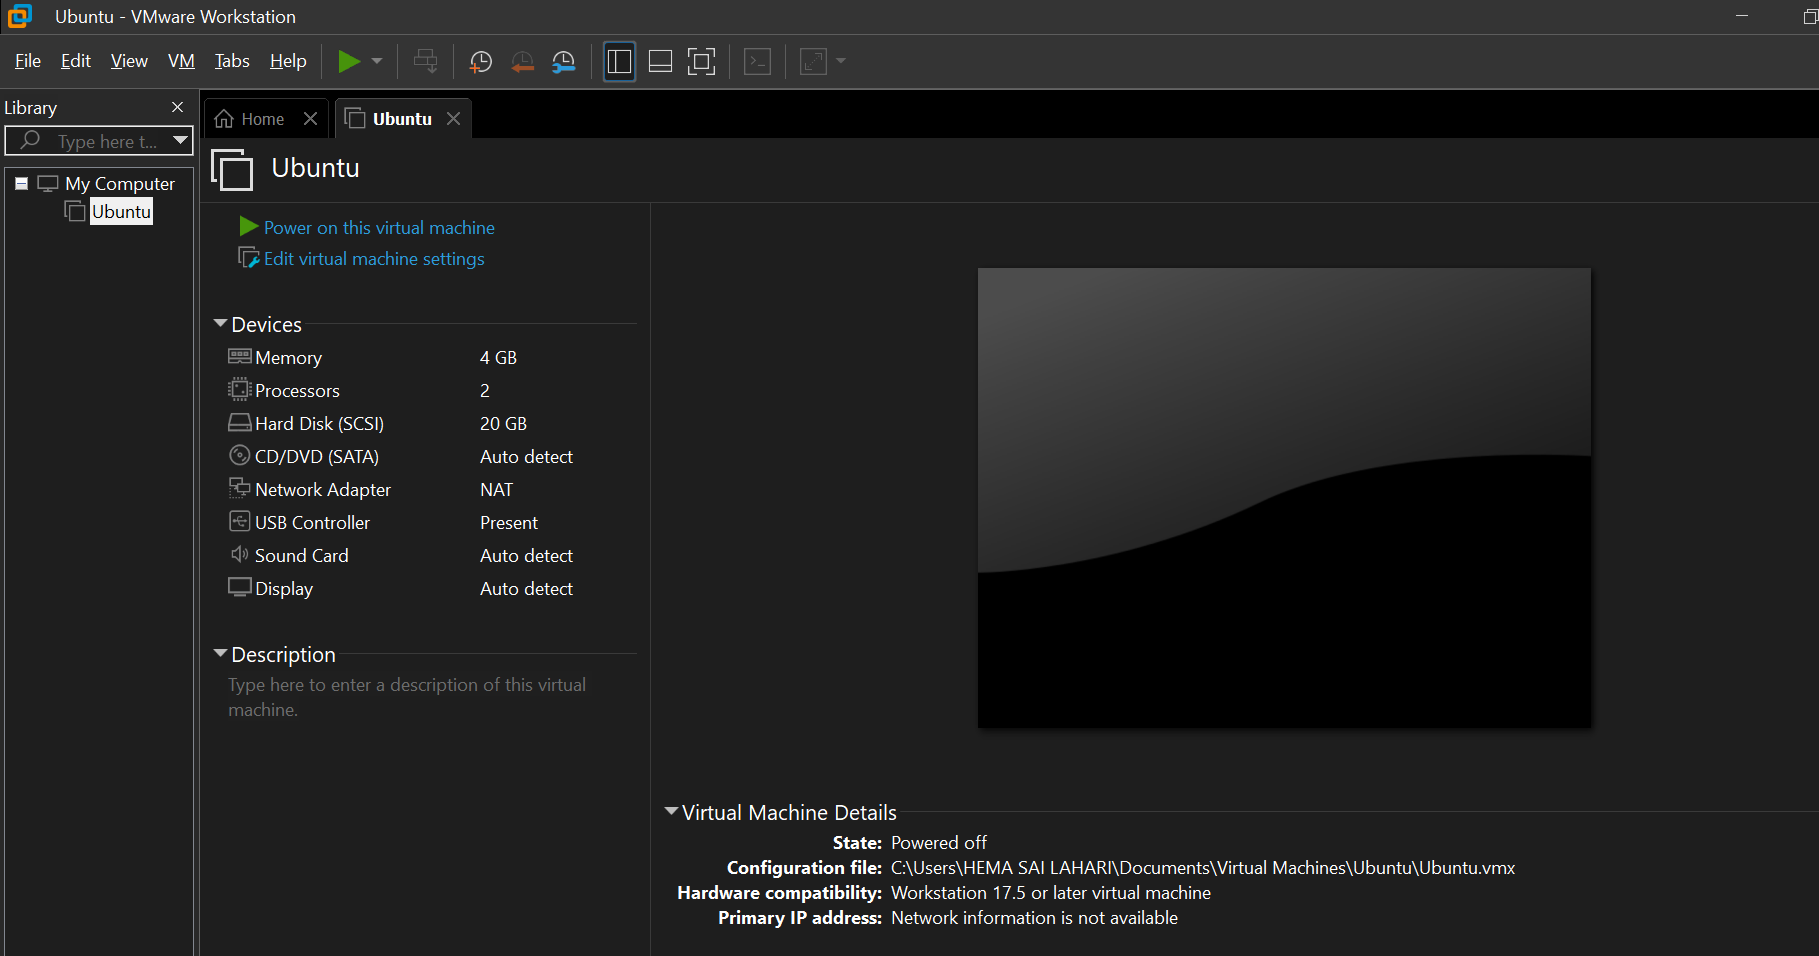 Ubuntu - VMware Workstation
File Edit View VM Tabs Help
Library
Type here t...
My Computer
Ubuntu
Home
Ubuntu
Ubuntu
Power on this virtual machine
Edit virtual machine settings
Devices
Memory 4 GB
Processors 2
Hard Disk (SCSI) 20 GB
CD/DVD (SATA) Auto detect
Network Adapter NAT
USB Controller Present
Sound Card Auto detect
Display Auto detect
Description
Type here to enter a description of this virtual
machine.
Virtual Machine Details
State: Powered off
Configuration file: C:\Users\HEMA SAI LAHARI\Documents\Virtual Machines\Ubuntu\Ubuntu.vmx
Hardware compatibility: Workstation 17.5 or later virtual machine
Primary IP address: Network information is not available